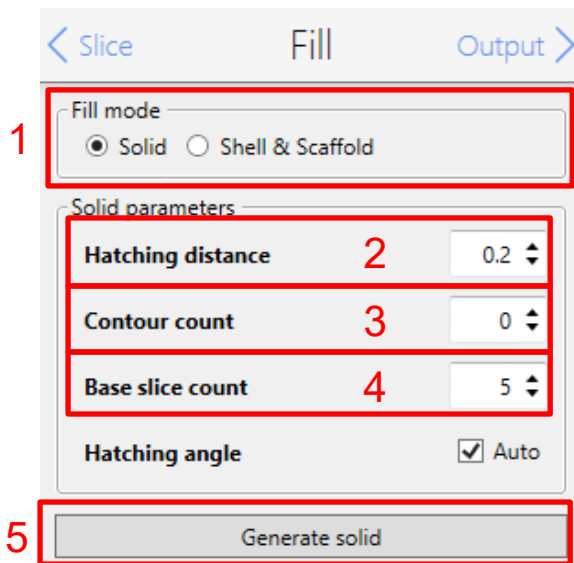 Slice Fill Output
Fill mode
1
Solid Shell & Scaffold
Solid parameters
Hatching distance 2 0.2
Contour count 3 0
Base slice count 4 5
Hatching angle Auto
5 Generate solid